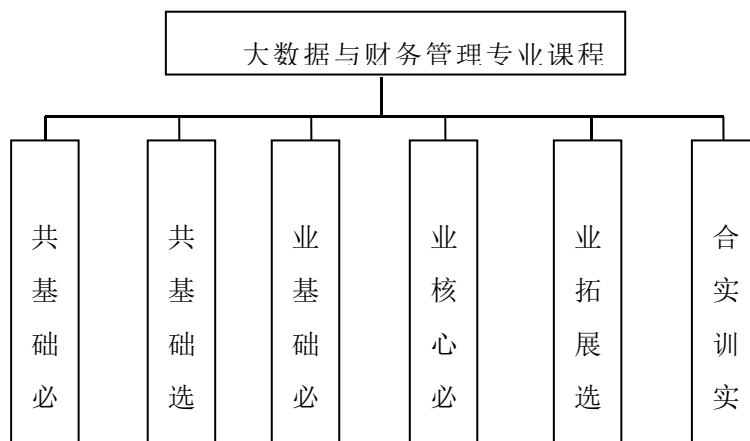 大数据与财务管理专业课程
共基础必
共基础选
业基础必
业核心必
业拓展选
合实训实